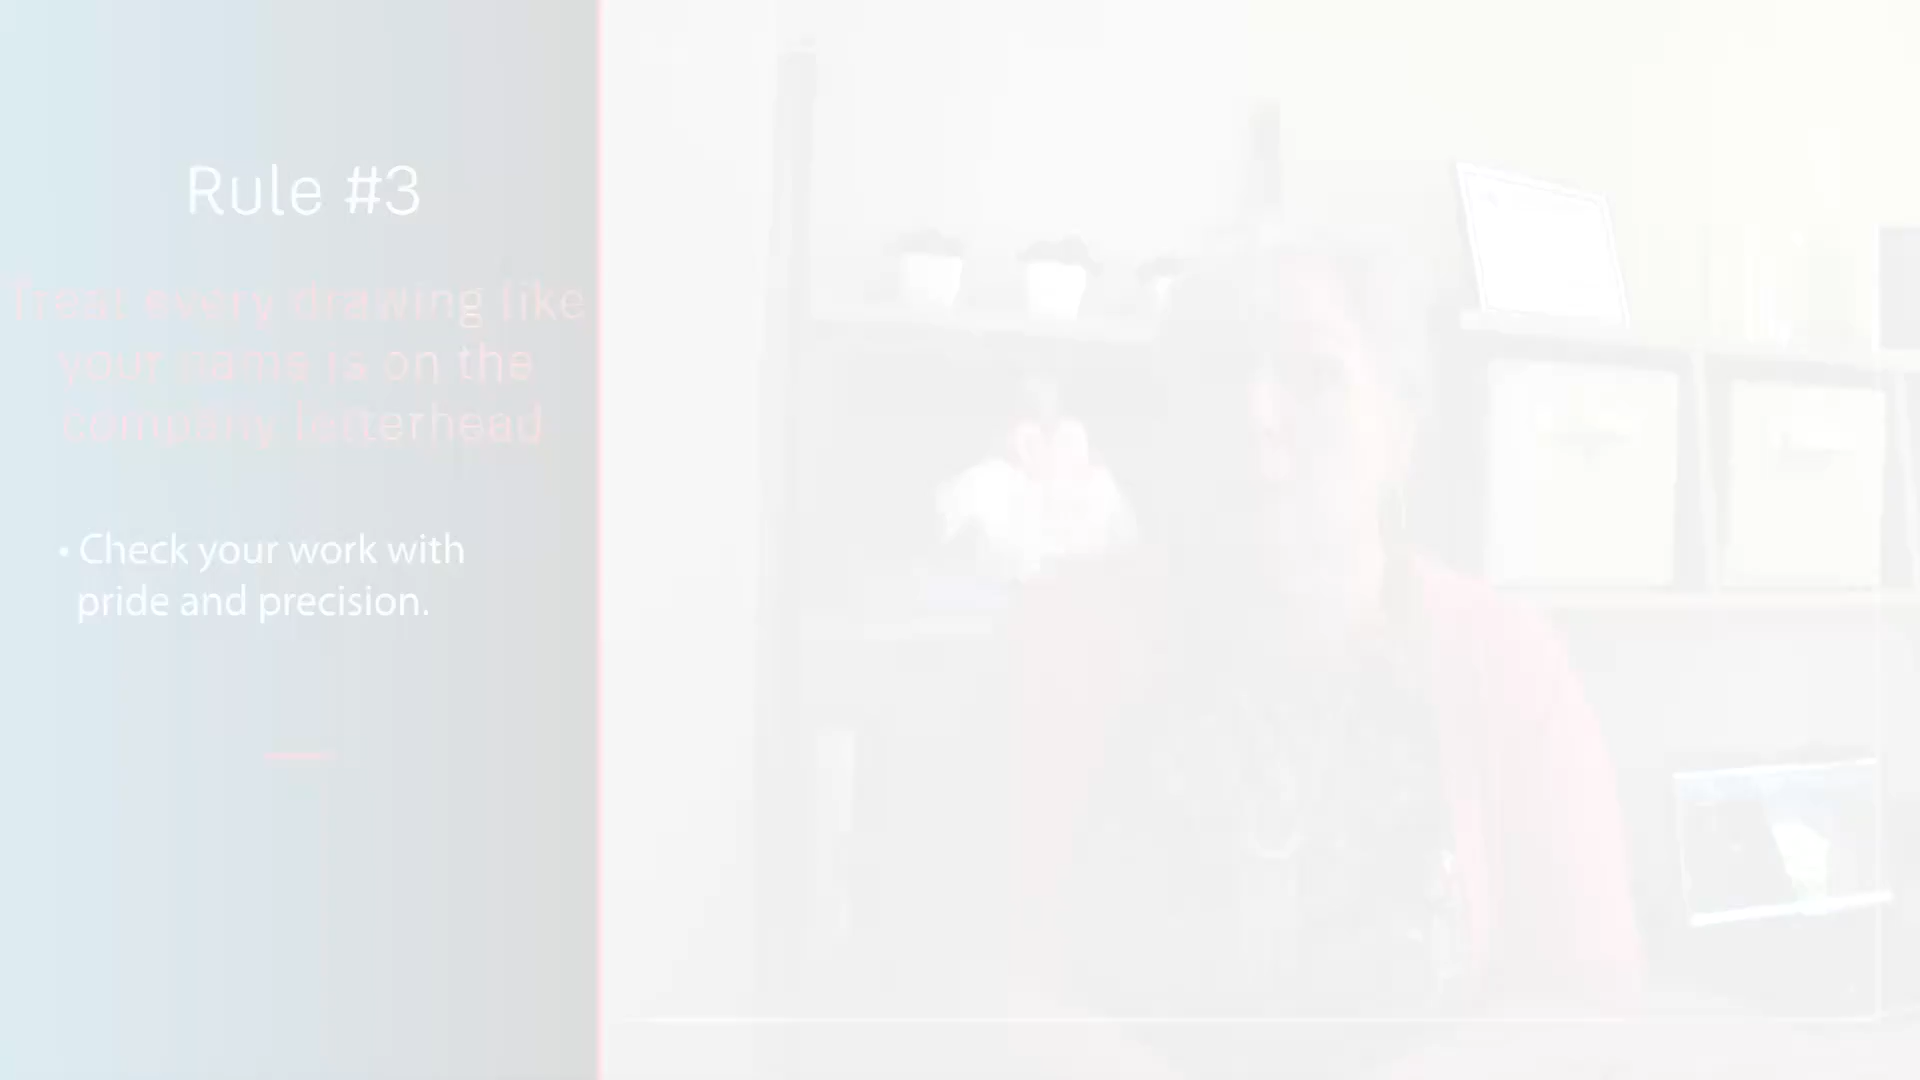 Rule #3
Treat every drawing like
your name is on the
company letterhead
• Check your work with
pride and precision.